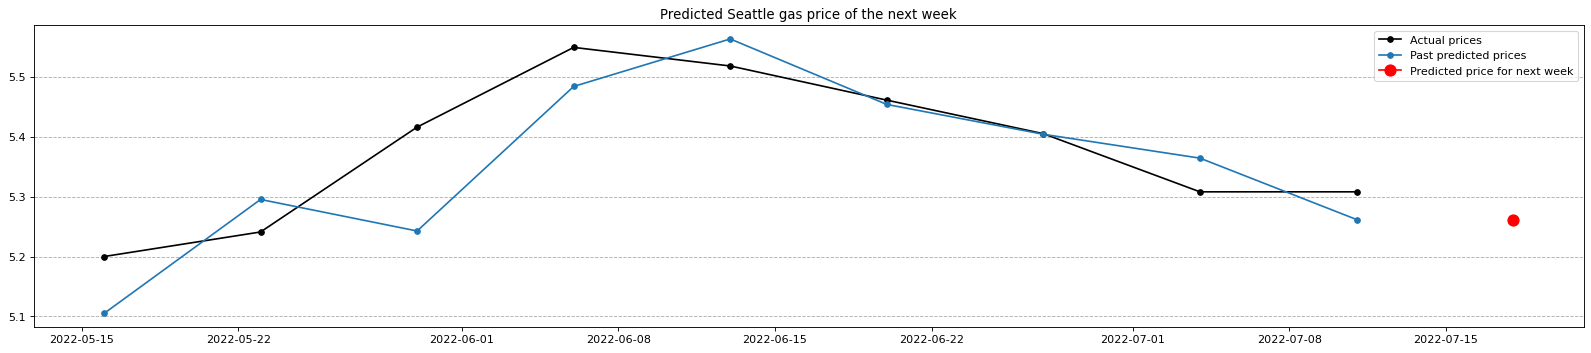 Predicted Seattle gas price of the next week
Actual prices
Past predicted prices
Predicted price for next week
5.5
5.4
5.3
5.2
5.1
2022-05-15 2022-05-22 2022-06-01 2022-06-08 2022-06-15 2022-06-22 2022-07-01 2022-07-08 2022-07-15